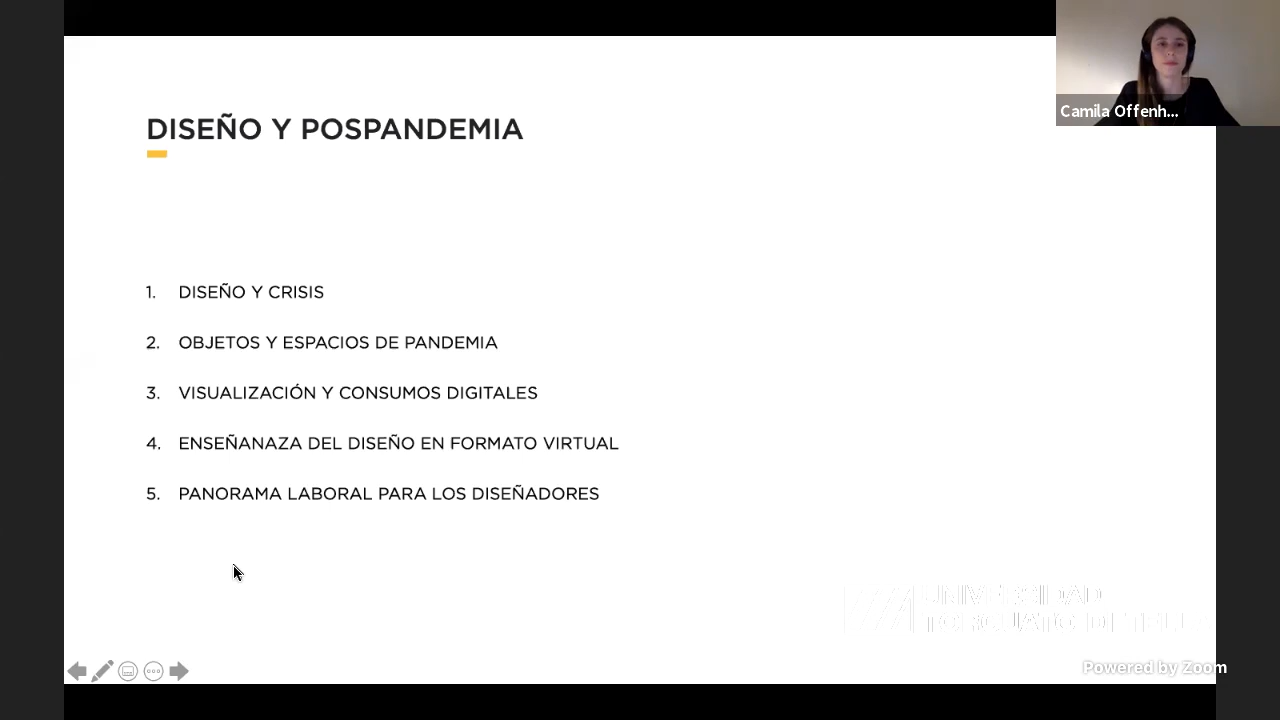 Camila Offenh...
DISEÑO Y POSPANDEMIA
1. DISEÑO Y CRISIS
2. OBJETOS Y ESPACIOS DE PANDEMIA
3. VISUALIZACIÓN Y CONSUMOS DIGITALES
4. ENSEÑANAZA DEL DISEÑO EN FORMATO VIRTUAL
5. PANORAMA LABORAL PARA LOS DISEÑADORES
UNIVERSIDAD
TORCUATO DI TELLA
Powered by Zoom